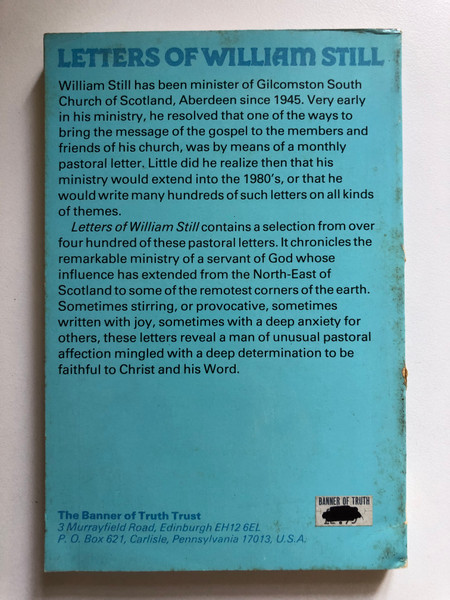 LETTERS OF WILLIAM STILL
William Still has been minister of Gilcomston South
Church of Scotland, Aberdeen since 1945. Very early
in his ministry, he resolved that one of the ways to
bring the message of the gospel to the members and
friends of his church, was by means of a monthly
pastoral letter. Little did he realize then that his
ministry would extend into the 1980's, or that he
would write many hundreds of such letters on all kinds
of themes.
Letters of William Still contains a selection from over
four hundred of these pastoral letters. It chronicles the
remarkable ministry of a servant of God whose
influence has extended from the North-East of
Scotland to some of the remotest corners of the earth.
Sometimes stirring, or provocative, sometimes
written with joy, sometimes with a deep anxiety for
others, these letters reveal a man of unusual pastoral
affection mingled with a deep determination to be
faithful to Christ and his Word.
BANNER OF TRUTH
The Banner of Truth Trust
3 Murrayfield Road, Edinburgh EH12 6EL
P. O. Box 621, Carlisle, Pennsylvania 17013, U.S.A.